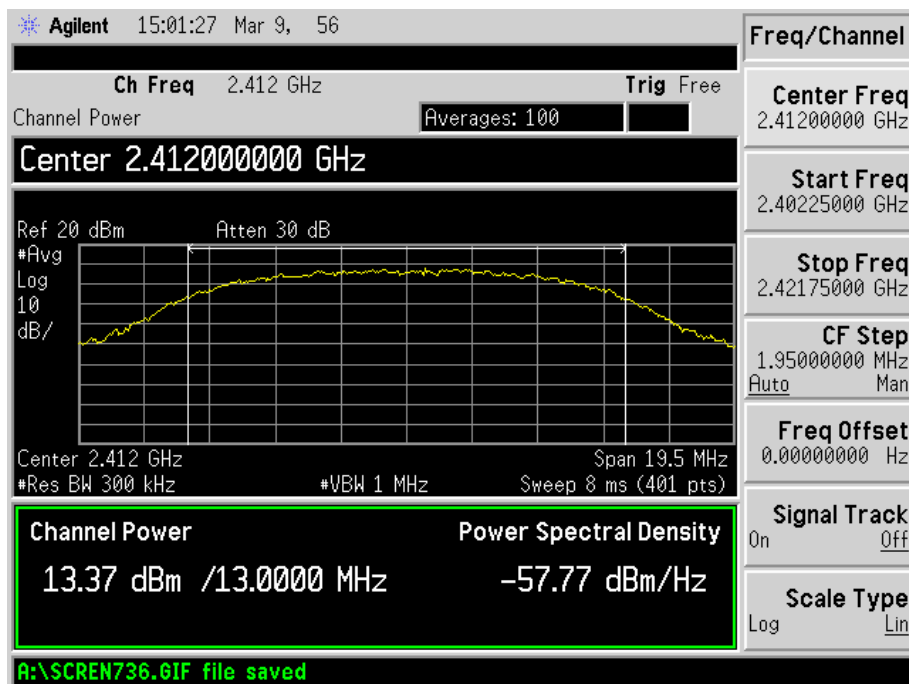 Agilent 15:01:27 Mar 9, 56
Ch Freq 2.412 GHz Trig Free
Channel Power Averages: 100
Center 2.412000000 GHz
Ref 20 dBm Atten 30 dB
#Avg
Log
10
dB/
Center 2.412 GHz Span 19.5 MHz
#Res BW 300 kHz #VBW 1 MHz Sweep 8 ms (401 pts)
Channel Power Power Spectral Density
13.37 dBm /13.0000 MHz -57.77 dBm/Hz
A:\SCREN736.GIF file saved
Freq/Channel
Center Freq
2.41200000 GHz
Start Freq
2.40225000 GHz
Stop Freq
2.42175000 GHz
CF Step
1.95000000 MHz
Auto Man
Freq Offset
0.00000000 Hz
Signal Track
On Off
Scale Type
Log Lin